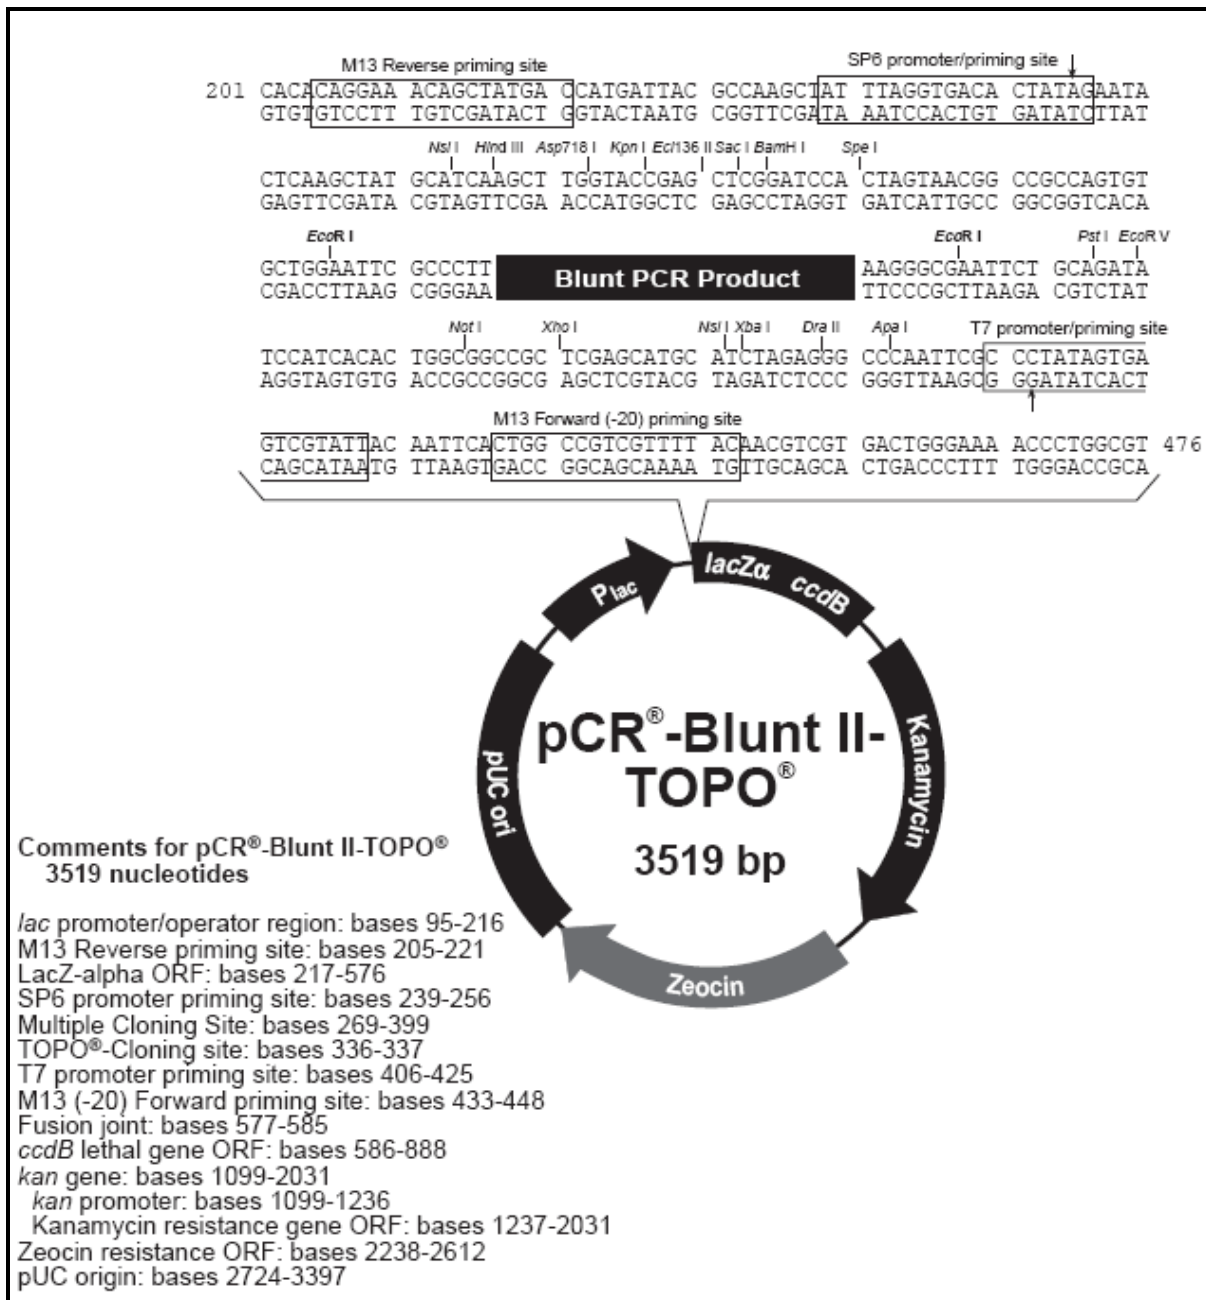 M13 Reverse priming site SP6 promoter/priming site
201 CACACAGGAA ACAGCTATGAC CATGATTAC GCCAAGCTAT TTAGGTGACA CTATAGAATA
GTGTGTCCTT TGTCGATACTG GTACTAATG CGGTTCGATA AATCCACTGT GATATCTTAT
Nsi I Hind III Asp718 I Kpn I Ecl136 II Sac I BamH I Spe I
CTCAAGCTAT GCATCAAGCT TGGTACCGAG CTCGGATCCA CTAGTAACGG CCGCCAGTGT
GAGTTCGATA CGTAGTTCGA ACCATGGCTC GAGCCTAGGT GATCATTGCC GGCGGTCACA
EcoR I EcoR I Pst I EcoR V
GCTGGAATTC GCCCTT Blunt PCR Product AAGGGCGAATTCT GCAGATA
CGACCTTAAG CGGGAA TTCCCGCTTAAGA CGTCTAT
Not I Xho I Nsi I Xba I Dra II Apa I T7 promoter/priming site
TCCATCACAC TGGCGGCCGC TCGAGCATGC ATCTAGAGGG CCCAATTCGC CCTATAGTGA
AGGTAGTGTG ACCGCCGGCG AGCTCGTACG TAGATCTCCC GGGTTAAGCG GGATATCACT
M13 Forward (-20) priming site
GTCGTATTAC AATTCACTGG CCGTCGTTTT ACAACGTCGT GACTGGGAAA ACCCTGGCGT 476
CAGCATAATG TTAAGTGACC GGCAGCAAAA TGTTGCAGCA CTGACCCTTT TGGGACCGCA
Plac lacZα ccdB
Kanamycin
Zeocin
pUC ori
pCR®-Blunt II-
TOPO®
3519 bp
Comments for pCR®-Blunt II-TOPO®
3519 nucleotides
lac promoter/operator region: bases 95-216
M13 Reverse priming site: bases 205-221
LacZ-alpha ORF: bases 217-576
SP6 promoter priming site: bases 239-256
Multiple Cloning Site: bases 269-399
TOPO®-Cloning site: bases 336-337
T7 promoter priming site: bases 406-425
M13 (-20) Forward priming site: bases 433-448
Fusion joint: bases 577-585
ccdB lethal gene ORF: bases 586-888
kan gene: bases 1099-2031
kan promoter: bases 1099-1236
Kanamycin resistance gene ORF: bases 1237-2031
Zeocin resistance ORF: bases 2238-2612
pUC origin: bases 2724-3397